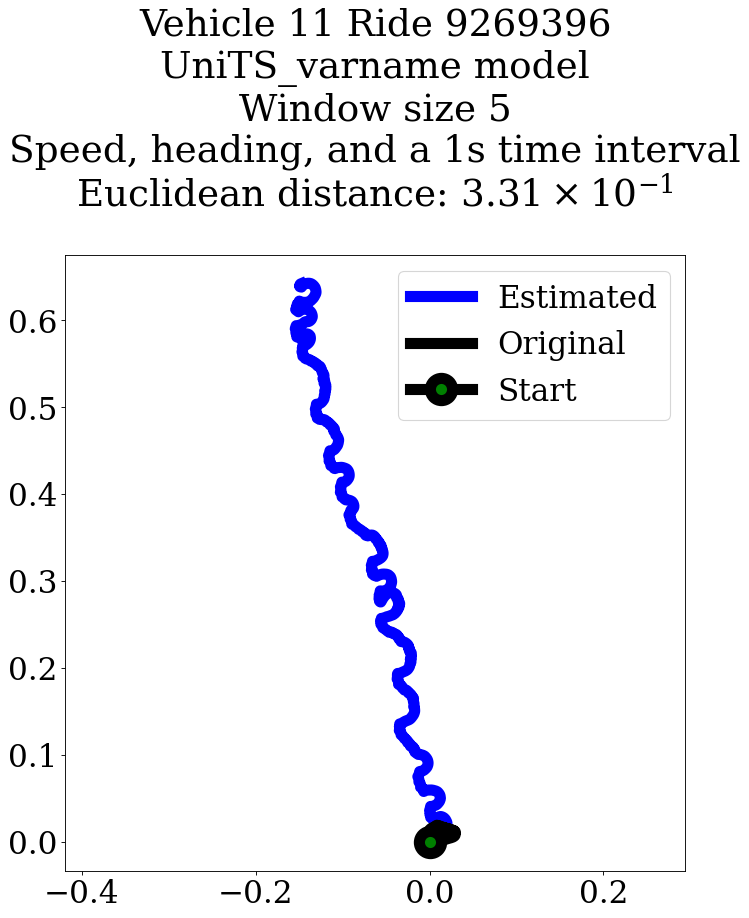 Vehicle 11 Ride 9269396
UniTS_varname model
Window size 5
Speed, heading, and a 1s time interval
Euclidean distance: 3.31 × 10⁻¹
Estimated
Original
Start
0.6
0.5
0.4
0.3
0.2
0.1
0.0
−0.4 −0.2 0.0 0.2